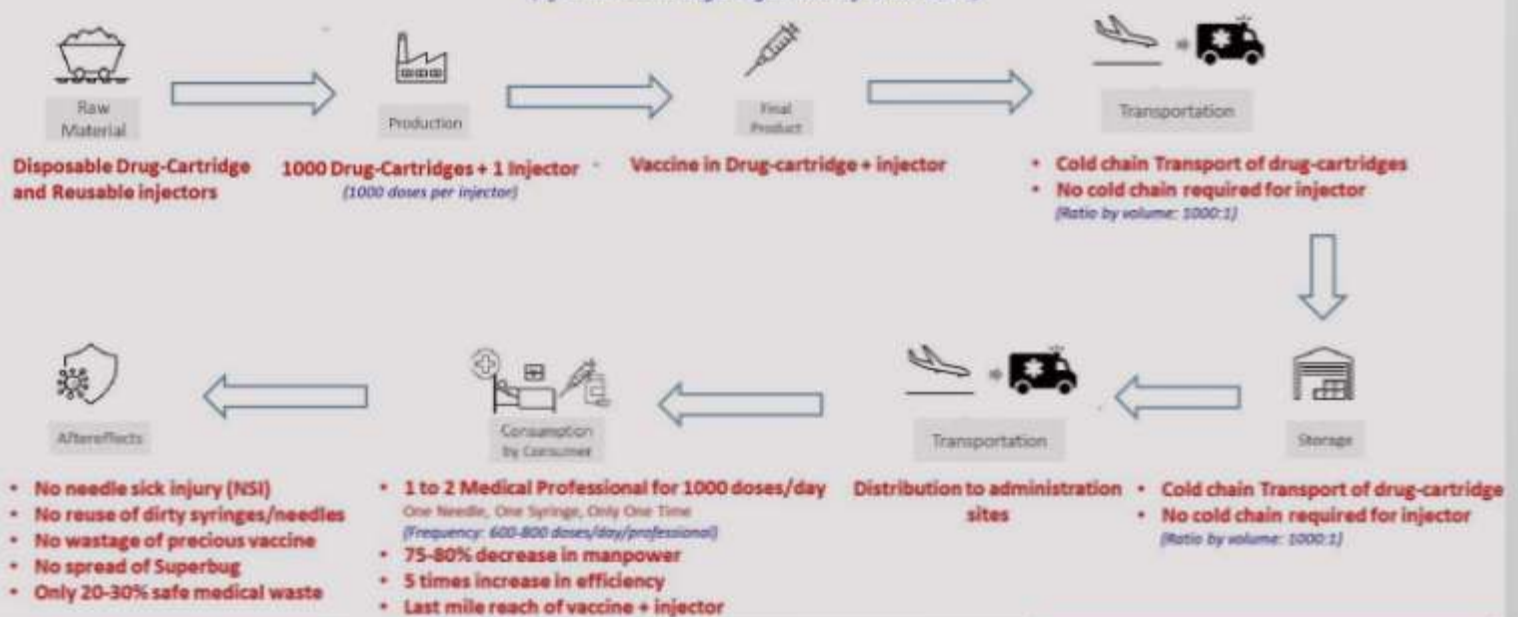 Raw
Material
Production
Final
Product
Transportation
Disposable Drug-Cartridge
and Reusable injectors
1000 Drug-Cartridges + 1 Injector
(1000 doses per injector)
Vaccine in Drug-cartridge + injector
• Cold chain Transport of drug-cartridges
• No cold chain required for injector
(Ratio by volume: 1000:1)
Aftereffects
Consumption
by Consumer
Transportation
Storage
• No needle sick injury (NSI)
• No reuse of dirty syringes/needles
• No wastage of precious vaccine
• No spread of Superbug
• Only 20-30% safe medical waste
• 1 to 2 Medical Professional for 1000 doses/day
One Needle, One Syringe, Only One Time
(Frequency: 600-800 doses/day/professional)
• 75-80% decrease in manpower
• 5 times increase in efficiency
• Last mile reach of vaccine + injector
Distribution to administration
sites
• Cold chain Transport of drug-cartridge
• No cold chain required for injector
(Ratio by volume: 1000:1)